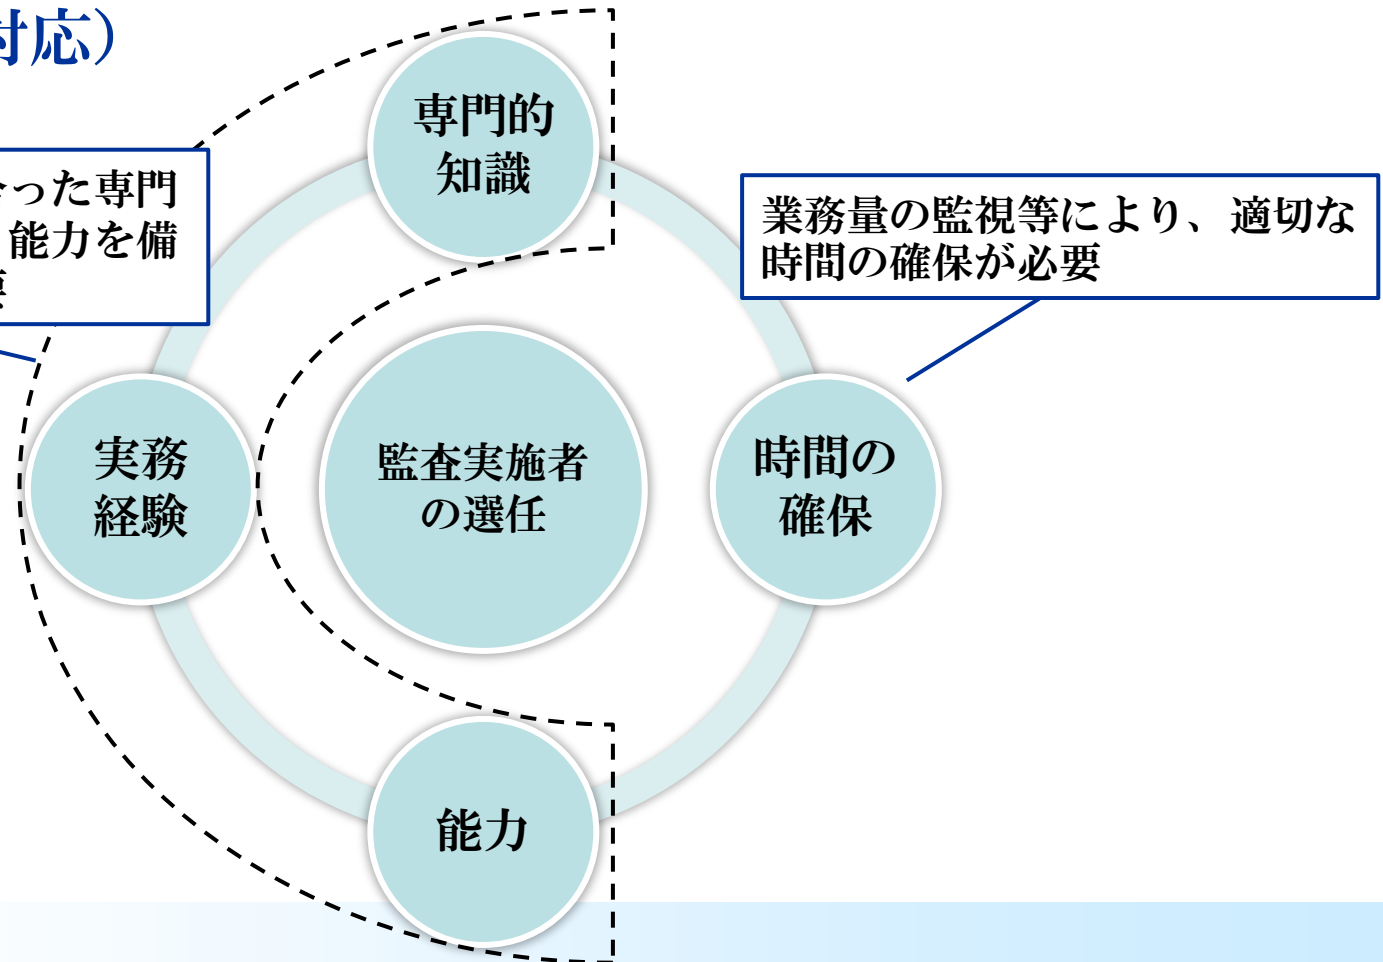 対応）
専門的
知識
合った専門
、能力を備
要
業務量の監視等により、適切な
時間の確保が必要
実務
経験
監査実施者
の選任
時間の
確保
能力